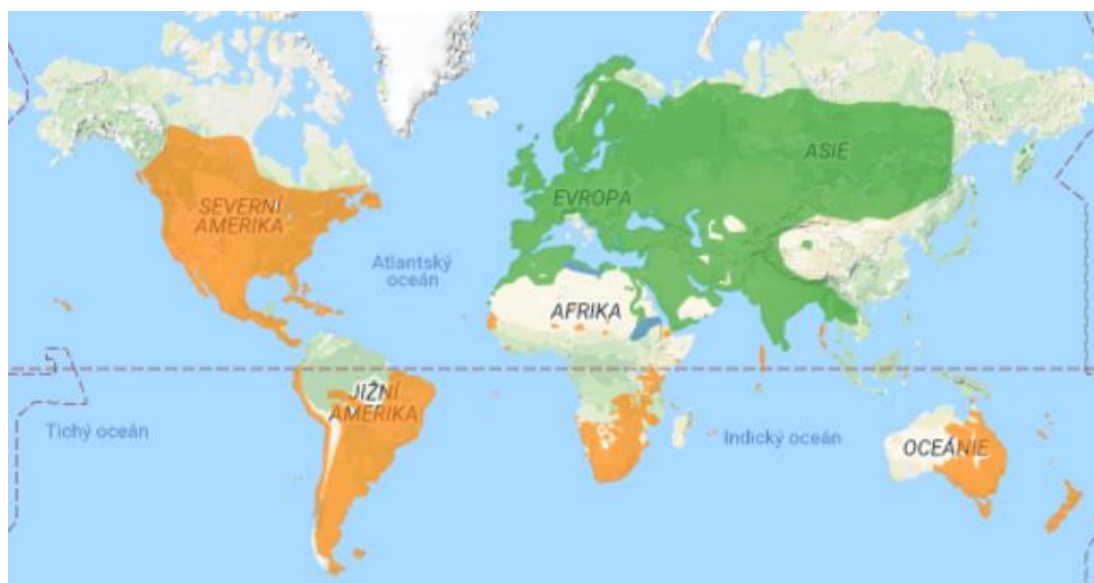 ASIE
EVROPA
SEVERNÍ
AMERIKA
Atlantský
oceán
AFRIKA
JIŽNÍ
AMERIKA
Tichý oceán
Indický oceán
OCEÁNIE